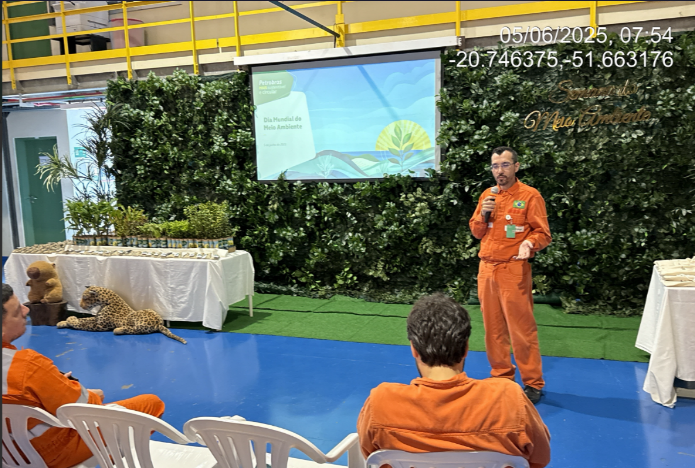 05/06/2025, 07:54
-20.746375,-51.663176
Semana do
Meio Ambiente
Petrobras
Dia Mundial do
Meio Ambiente